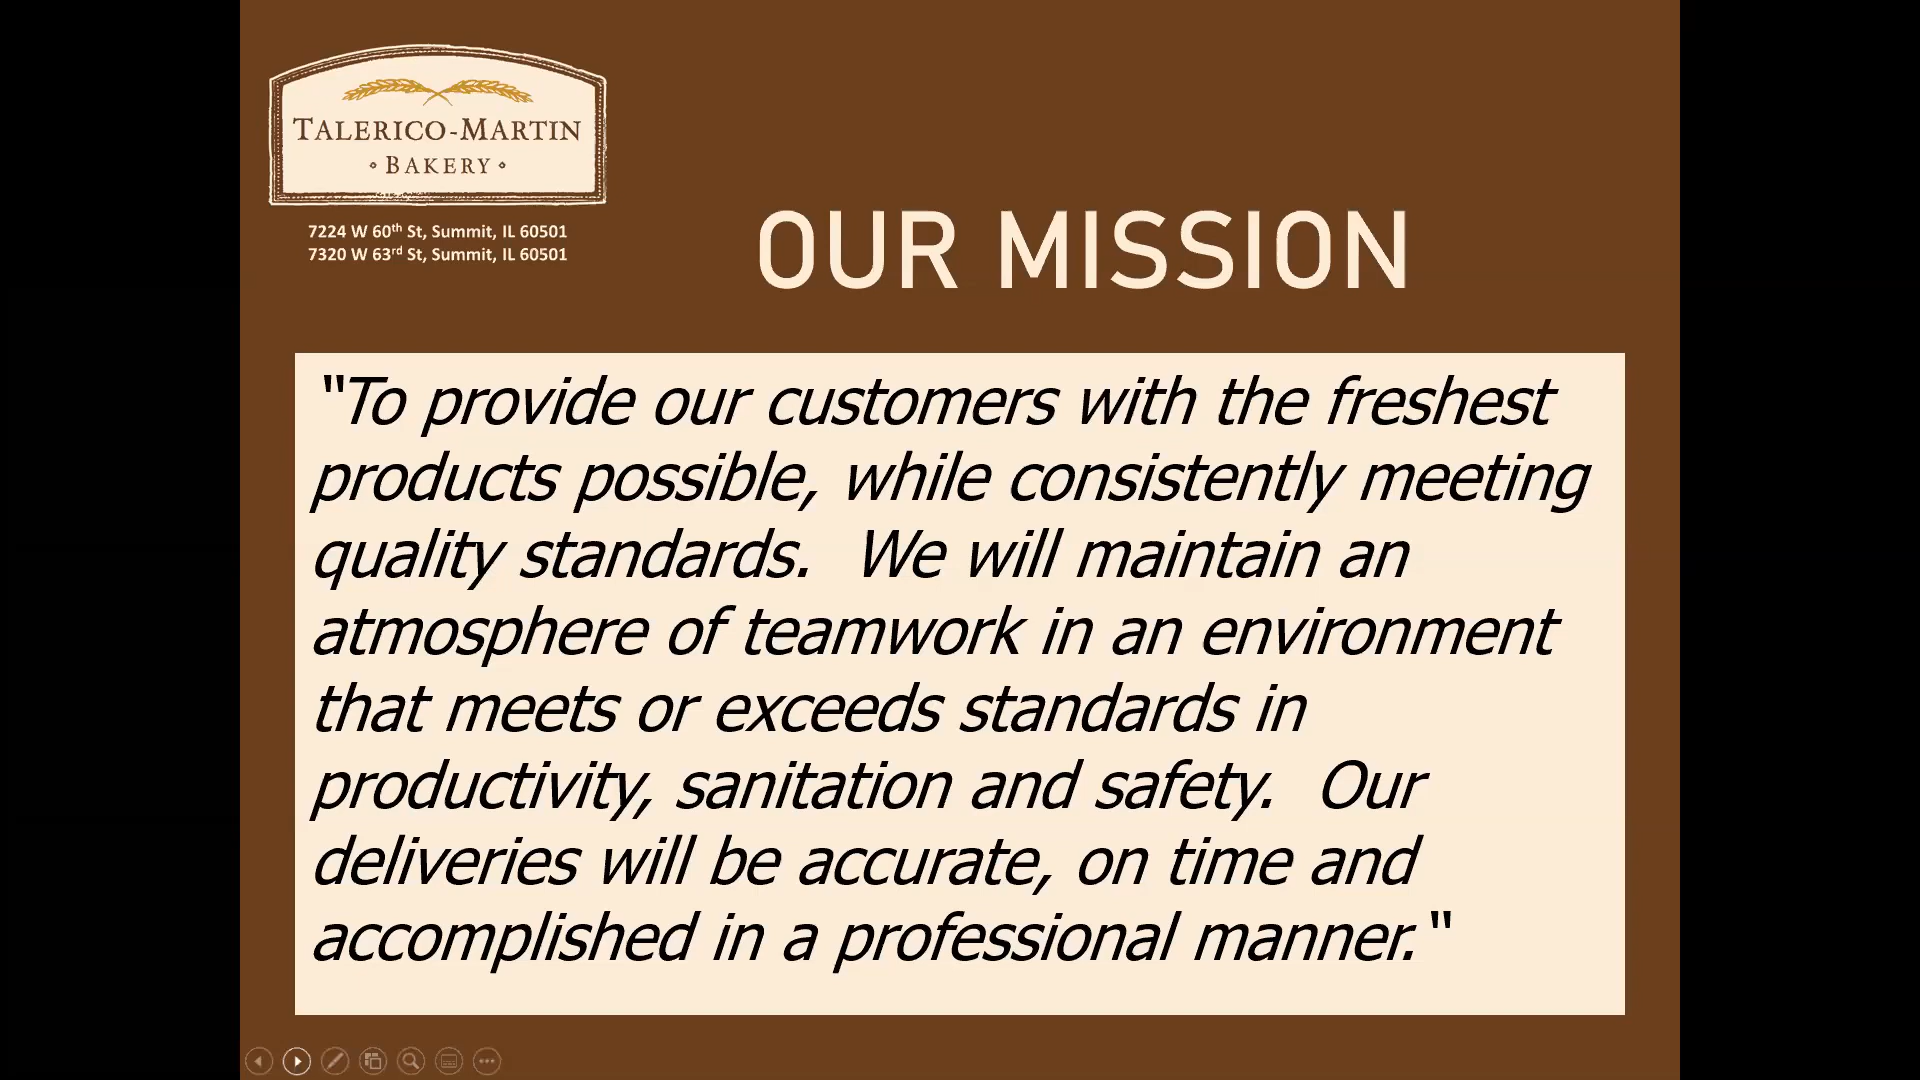 TALERICO-MARTIN
BAKERY
7224 W 60th St, Summit, IL 60501
7320 W 63rd St, Summit, IL 60501
OUR MISSION
"To provide our customers with the freshest
products possible, while consistently meeting
quality standards.  We will maintain an
atmosphere of teamwork in an environment
that meets or exceeds standards in
productivity, sanitation and safety.  Our
deliveries will be accurate, on time and
accomplished in a professional manner."